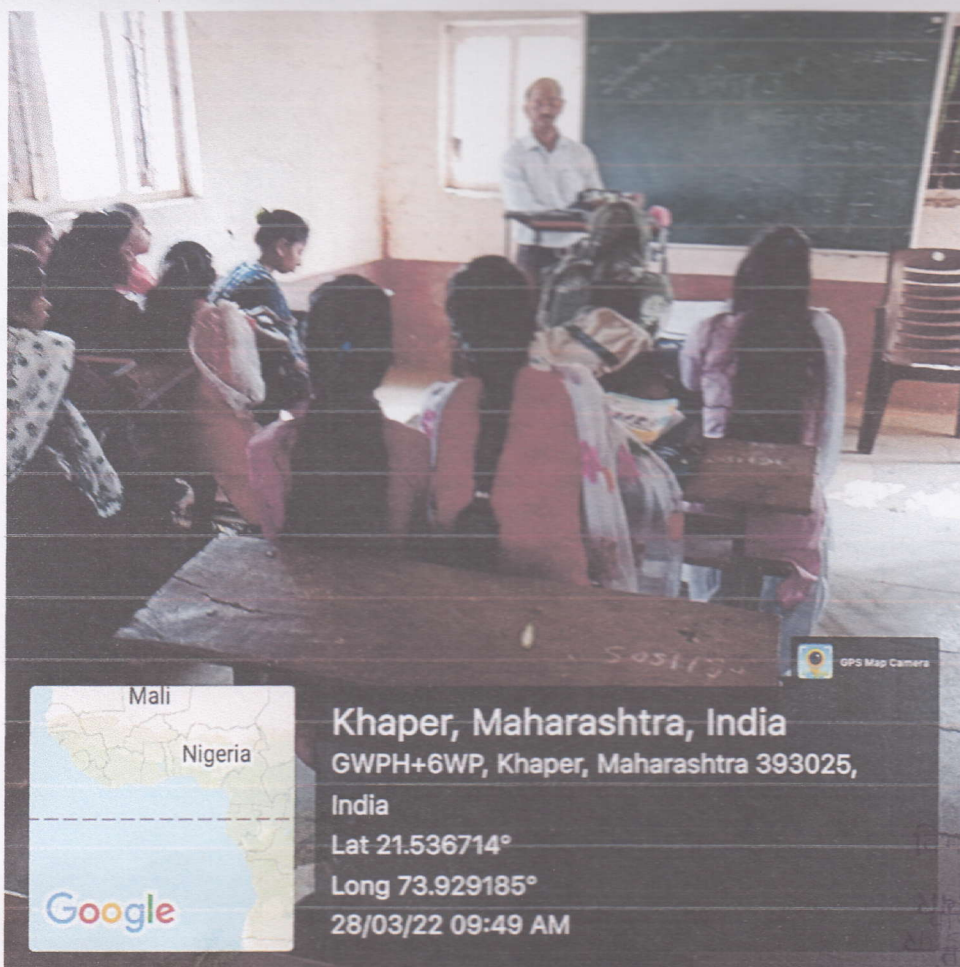 GPS Map Camera
Mali
Nigeria
Google
Khaper, Maharashtra, India
GWPH+6WP, Khaper, Maharashtra 393025,
India
Lat 21.536714°
Long 73.929185°
28/03/22 09:49 AM